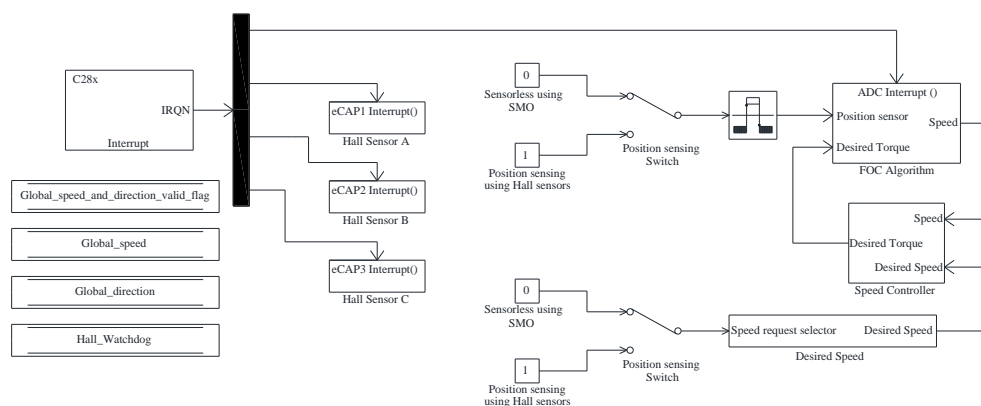 C28x
IRQN
Interrupt
Global_speed_and_direction_valid_flag
Global_speed
Global_direction
Hall_Watchdog
eCAP1 Interrupt()
Hall Sensor A
eCAP2 Interrupt()
Hall Sensor B
eCAP3 Interrupt()
Hall Sensor C
0
Sensorless using
SMO
1
Position sensing
using Hall sensors
Position sensing
Switch
ADC Interrupt ()
Position sensor
Speed
Desired Torque
FOC Algorithm
Speed
Desired Torque
Desired Speed
Speed Controller
0
Sensorless using
SMO
1
Position sensing
using Hall sensors
Position sensing
Switch
Speed request selector
Desired Speed
Desired Speed